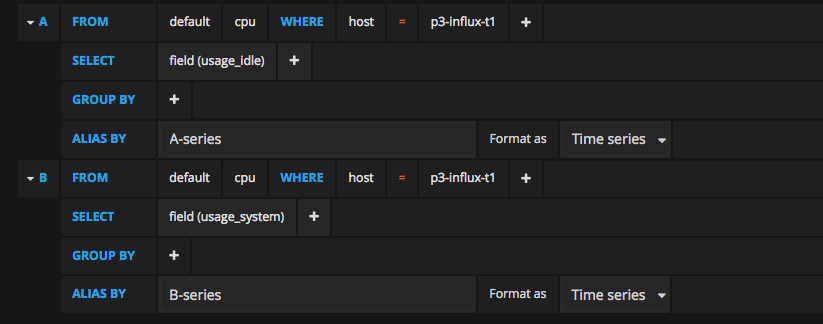 A FROM default cpu WHERE host = p3-influx-t1 +
SELECT field (usage_idle) +
GROUP BY +
ALIAS BY A-series Format as Time series
B FROM default cpu WHERE host = p3-influx-t1 +
SELECT field (usage_system) +
GROUP BY +
ALIAS BY B-series Format as Time series